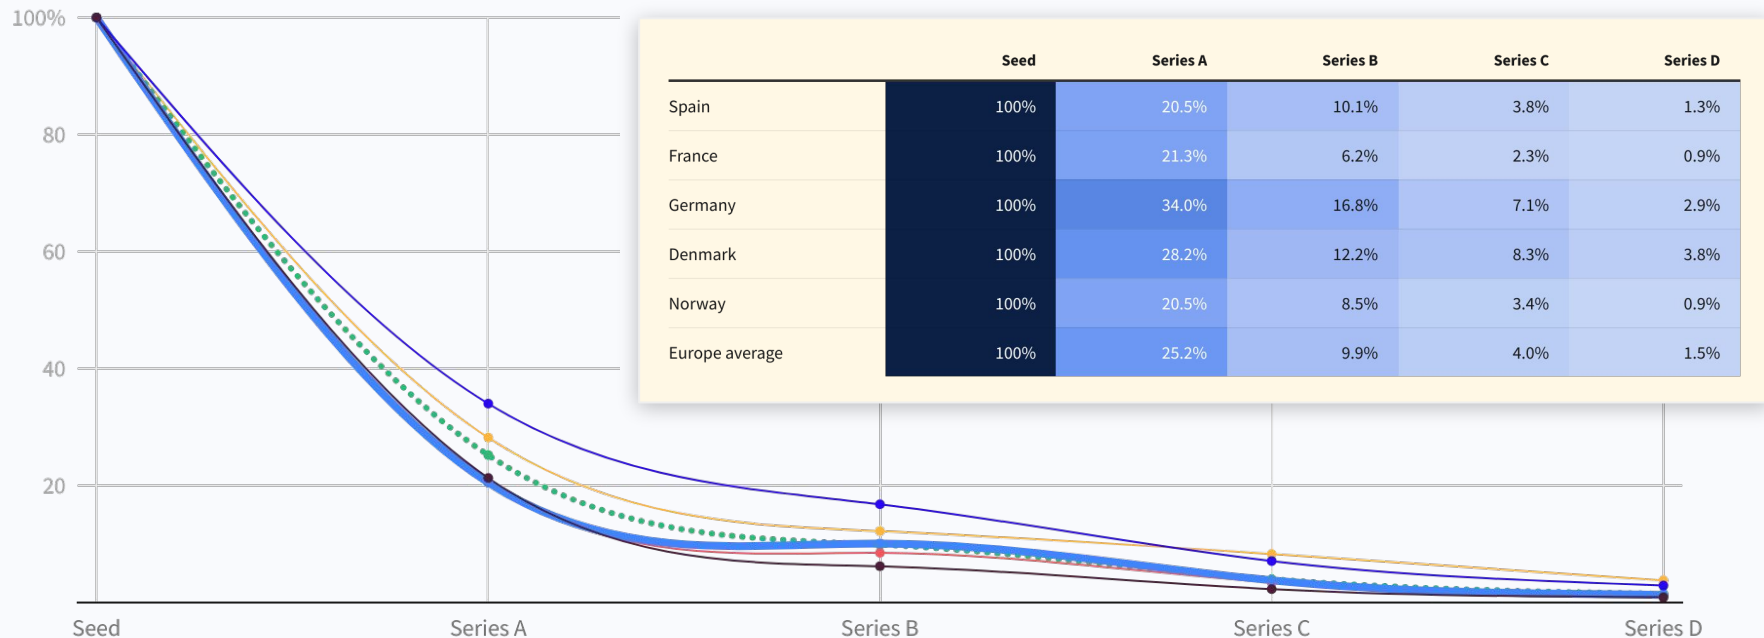 100%
80
60
40
20
Seed Series A Series B Series C Series D
Spain 100% 20.5% 10.1% 3.8% 1.3%
France 100% 21.3% 6.2% 2.3% 0.9%
Germany 100% 34.0% 16.8% 7.1% 2.9%
Denmark 100% 28.2% 12.2% 8.3% 3.8%
Norway 100% 20.5% 8.5% 3.4% 0.9%
Europe average 100% 25.2% 9.9% 4.0% 1.5%
Seed Series A Series B Series C Series D